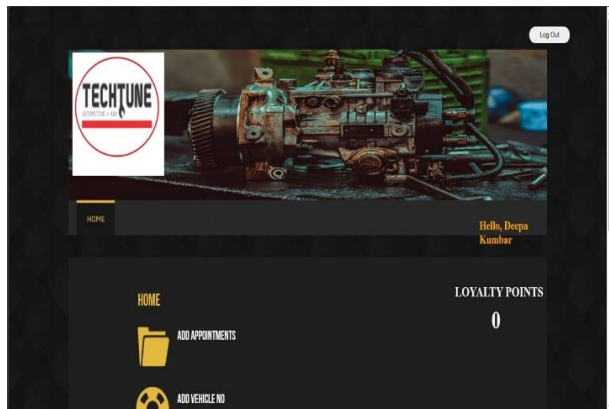 Log Out
TECHTUNE
HOME
Hello, Deepa
Kumbar
HOME
LOYALTY POINTS
0
ADD APPOINTMENTS
ADD VEHICLE NO